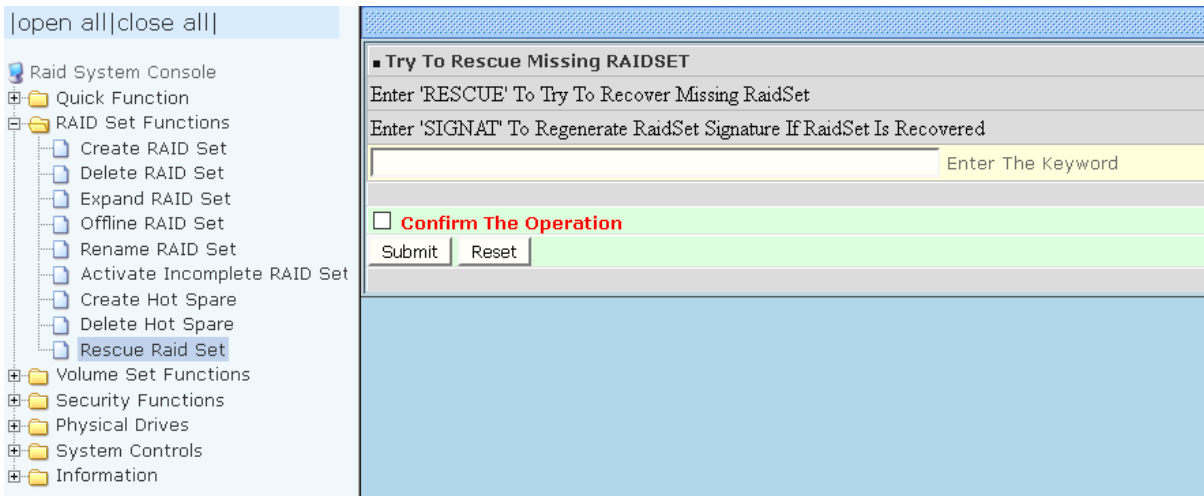 |open all|close all|
Raid System Console
Quick Function
RAID Set Functions
Create RAID Set
Delete RAID Set
Expand RAID Set
Offline RAID Set
Rename RAID Set
Activate Incomplete RAID Set
Create Hot Spare
Delete Hot Spare
Rescue Raid Set
Volume Set Functions
Security Functions
Physical Drives
System Controls
Information
Try To Rescue Missing RAIDSET
Enter 'RESCUE' To Try To Recover Missing RaidSet
Enter 'SIGNAT' To Regenerate RaidSet Signature If RaidSet Is Recovered
Enter The Keyword
Confirm The Operation
Submit Reset